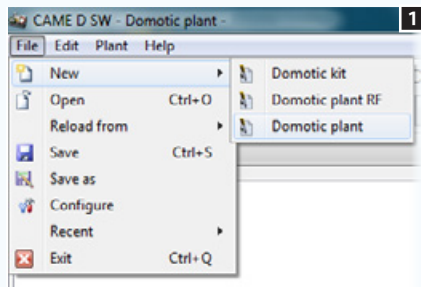 CAME D SW - Domotic plant -
1
File Edit Plant Help
New
Domotic kit
Open Ctrl+O
Domotic plant RF
Reload from
Domotic plant
Save Ctrl+S
Save as
Configure
Recent
Exit Ctrl+Q